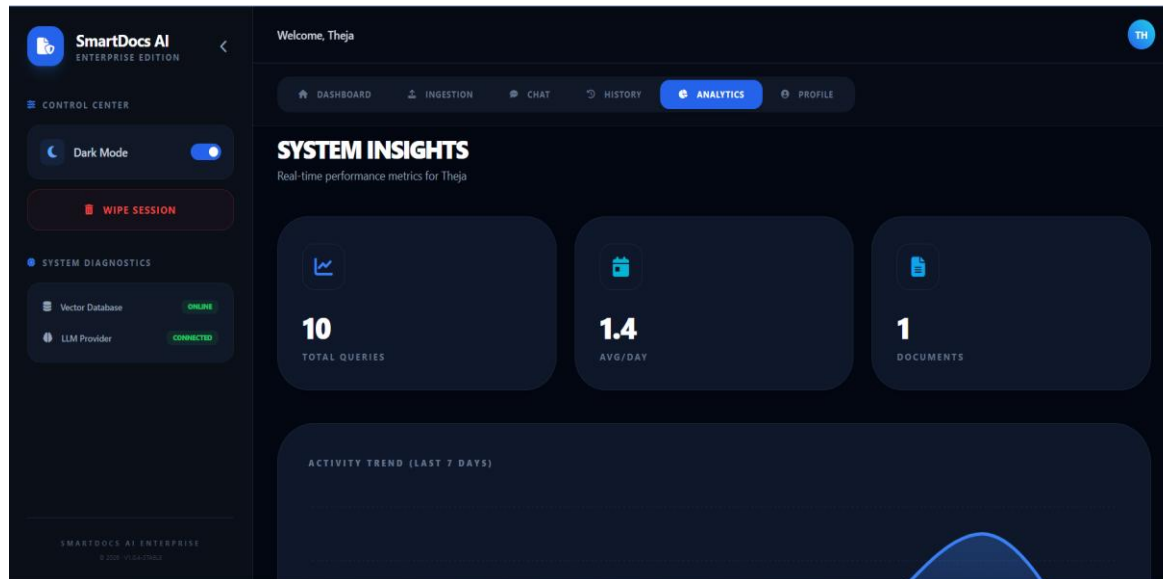 SmartDocs AI
ENTERPRISE EDITION
CONTROL CENTER
Dark Mode
WIPE SESSION
SYSTEM DIAGNOSTICS
Vector Database
ONLINE
LLM Provider
CONNECTED
SMARTDOCS AI ENTERPRISE
Welcome, Theja
TH
DASHBOARD
INGESTION
CHAT
HISTORY
ANALYTICS
PROFILE
SYSTEM INSIGHTS
Real-time performance metrics for Theja
10
TOTAL QUERIES
1.4
AVG/DAY
1
DOCUMENTS
ACTIVITY TREND (LAST 7 DAYS)